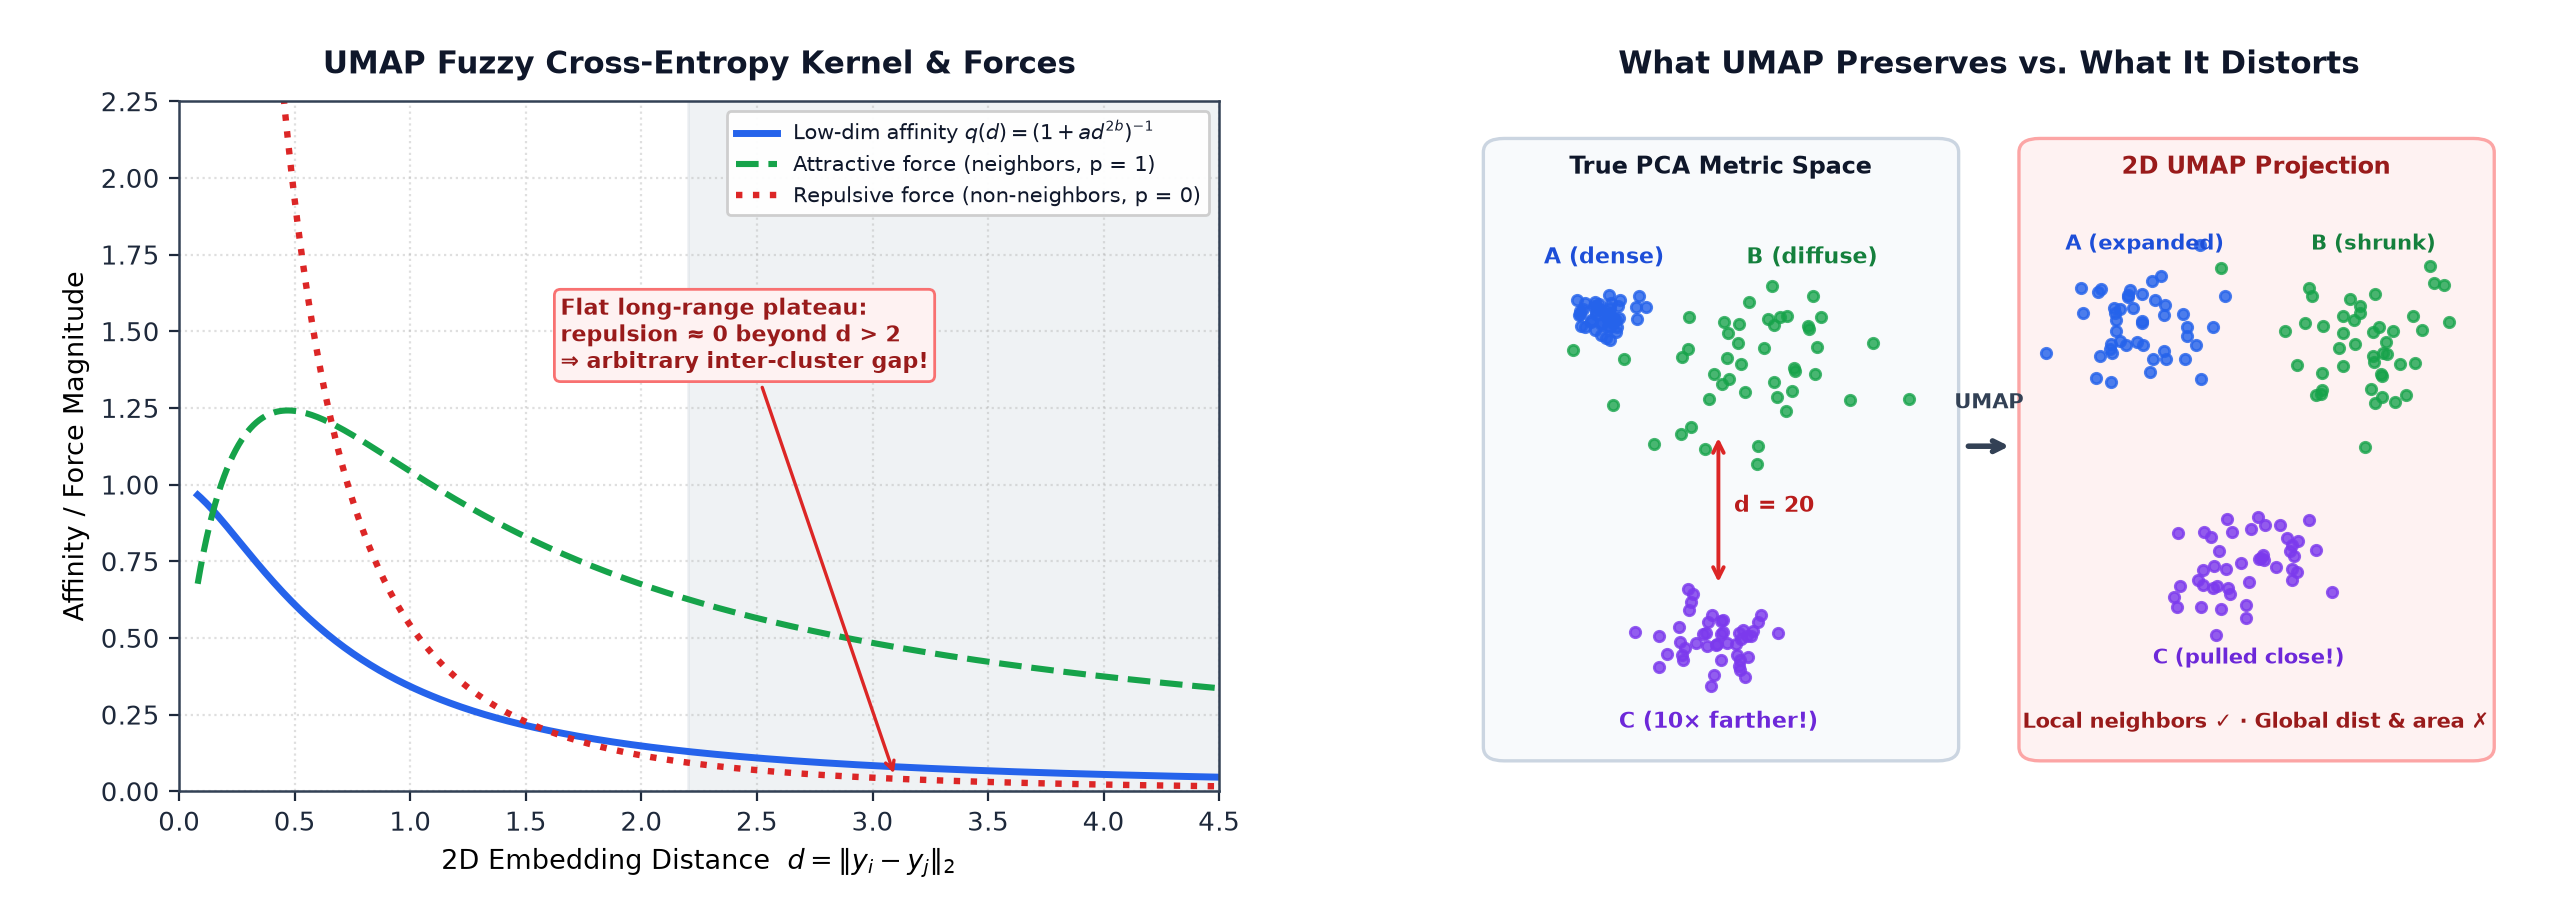 UMAP Fuzzy Cross-Entropy Kernel & Forces
2.25
2.00
1.75
1.50
1.25
1.00
0.75
0.50
0.25
0.00
Affinity / Force Magnitude
Low-dim affinity q(d) = (1 + ad^{2b})^{-1}
Attractive force (neighbors, p = 1)
Repulsive force (non-neighbors, p = 0)
Flat long-range plateau:
repulsion ≈ 0 beyond d > 2
⇒ arbitrary inter-cluster gap!
0.0 0.5 1.0 1.5 2.0 2.5 3.0 3.5 4.0 4.5
2D Embedding Distance d = ‖y_i − y_j‖_2
What UMAP Preserves vs. What It Distorts
True PCA Metric Space
A (dense)
B (diffuse)
d = 20
C (10× farther!)
UMAP
2D UMAP Projection
A (expanded)
B (shrunk)
C (pulled close!)
Local neighbors ✓ · Global dist & area ✗